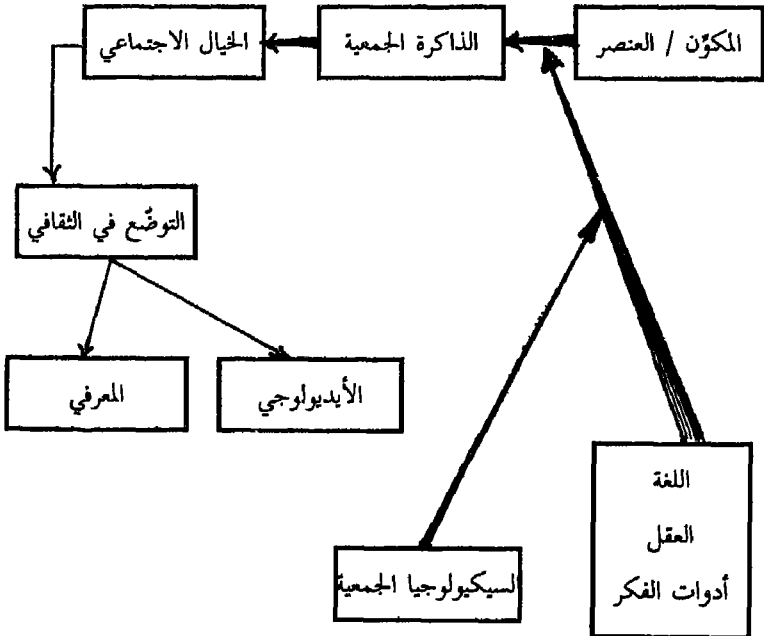 المكوِّن / العنصر
الذاكرة الجمعية
الخيال الاجتماعي
التوضّع في الثقافي
الأيديولوجي
المعرفي
اللغة
العقل
أدوات الفكر
السيكيولوجيا الجمعية